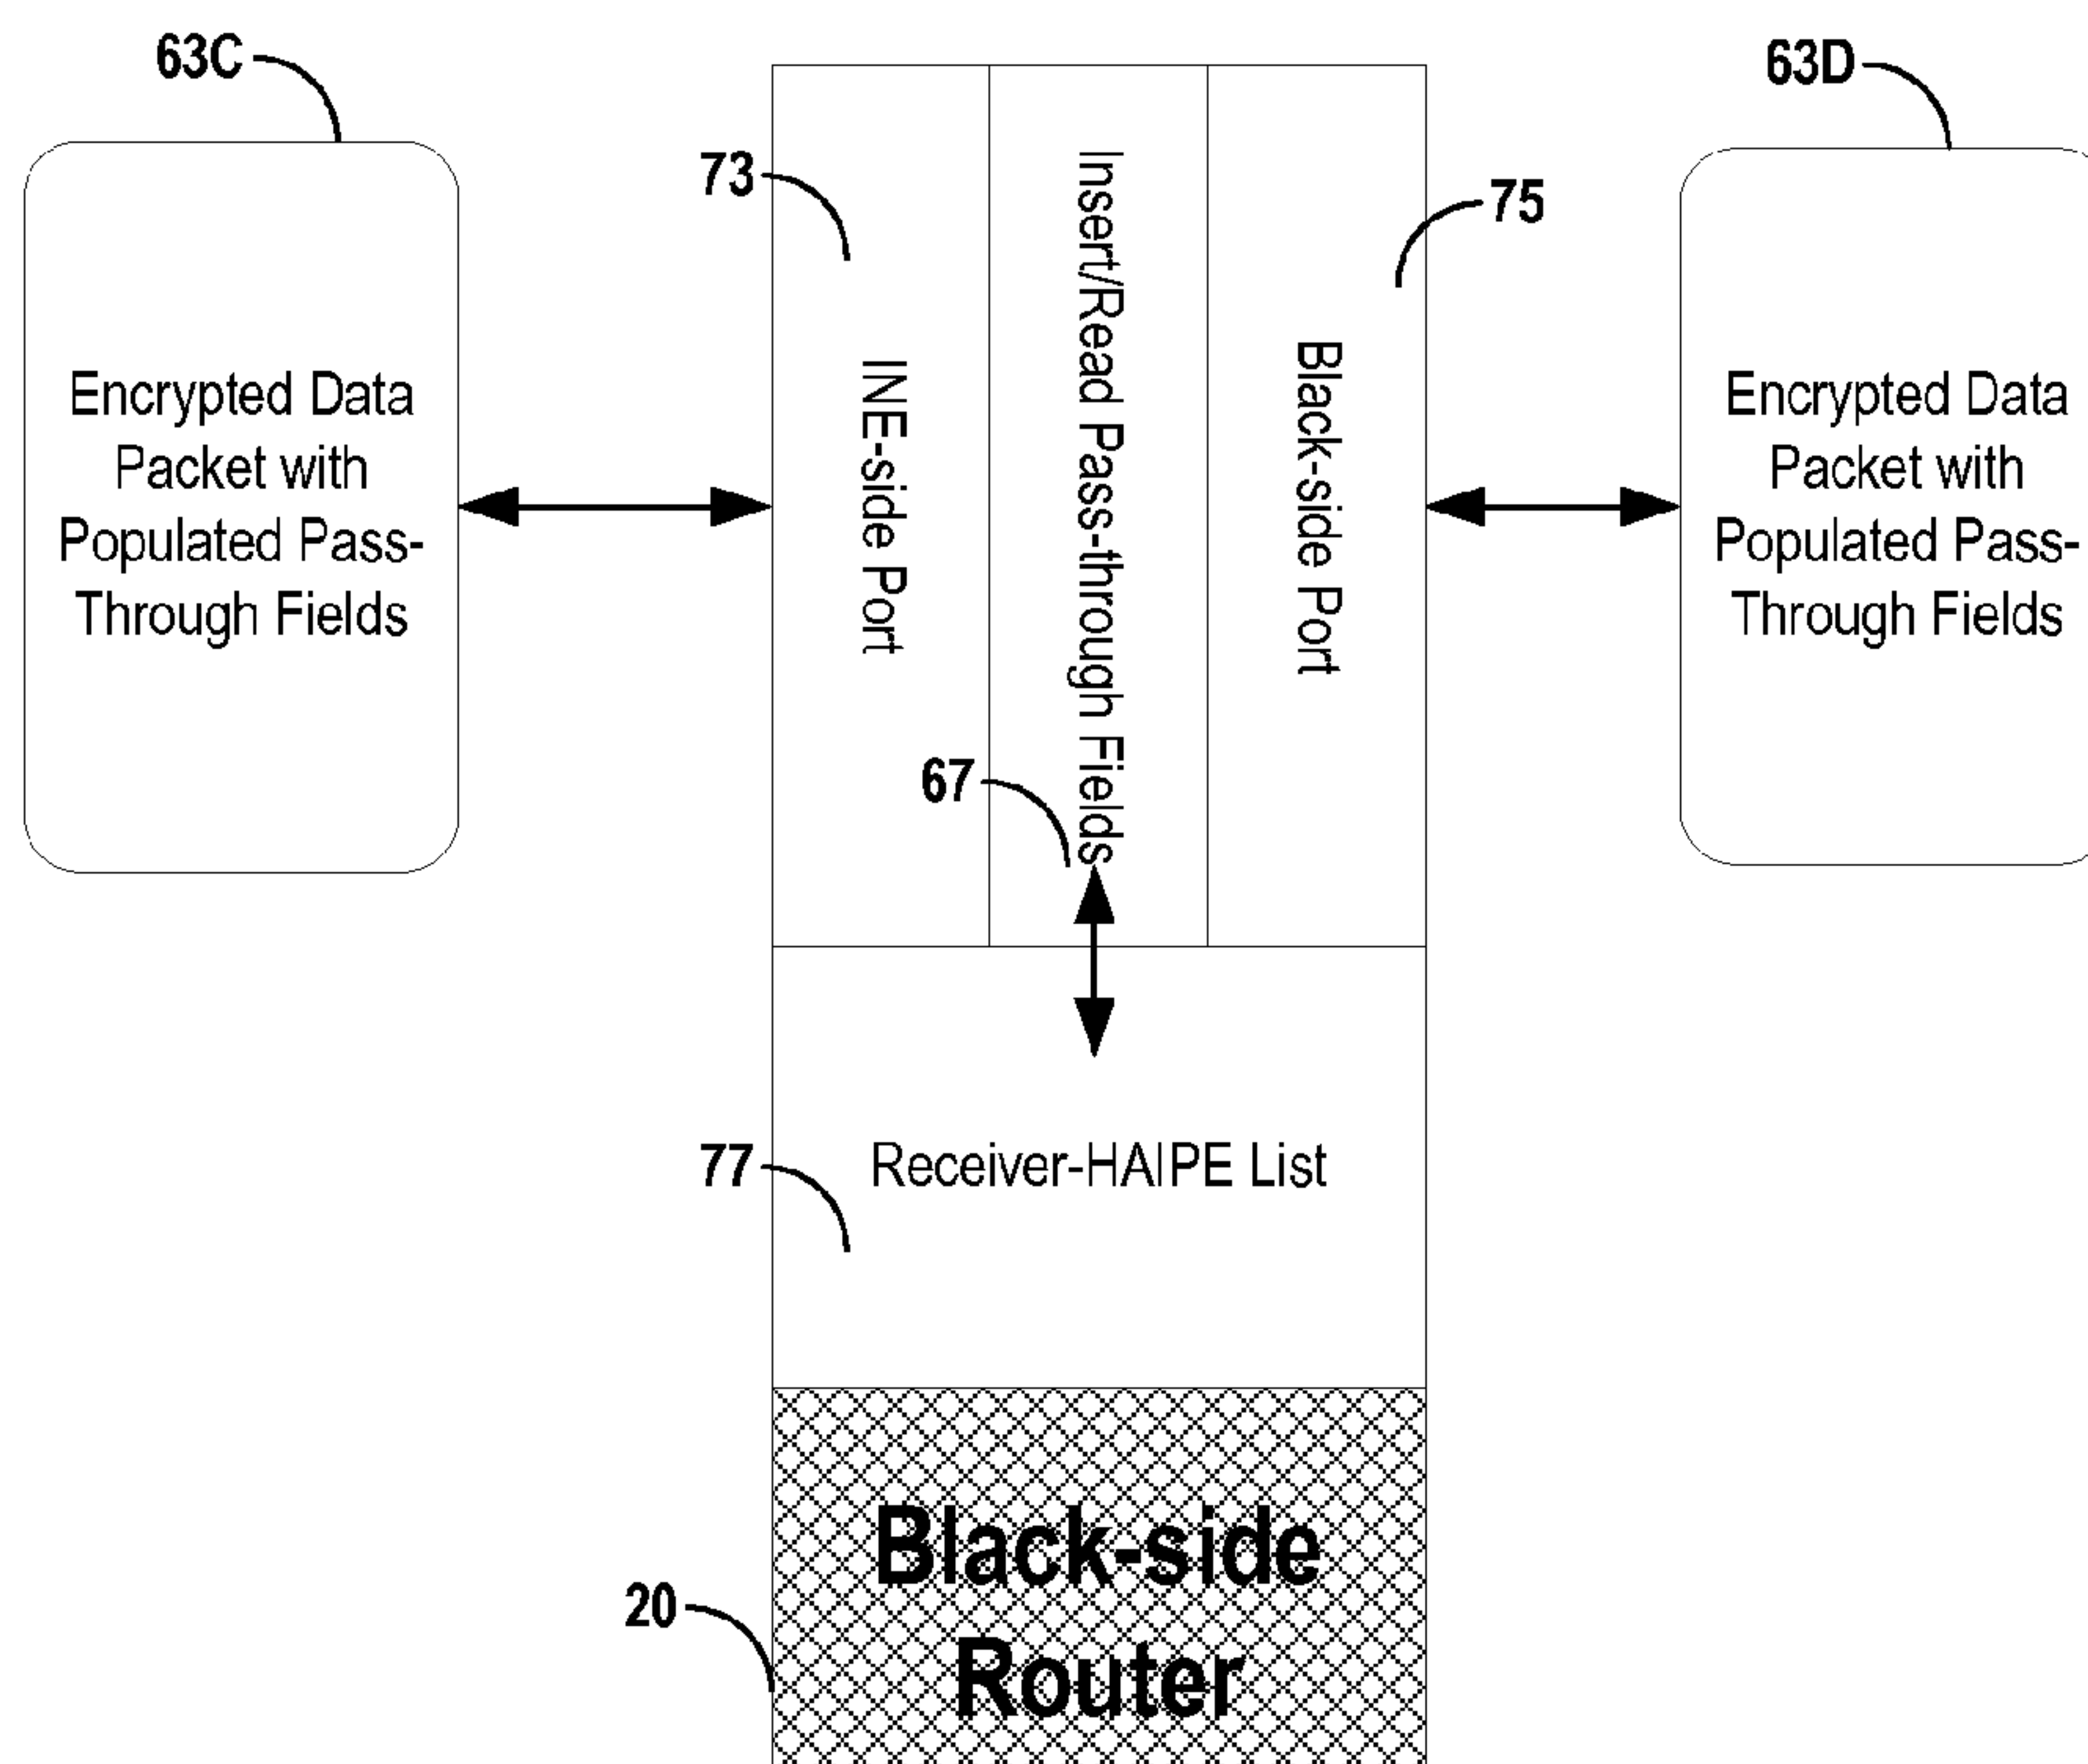 63C
63D
73
75
Encrypted Data
Packet with
Populated Pass-
Through Fields
INE-side Port
Insert/Read Pass-through Fields
Black-side Port
Encrypted Data
Packet with
Populated Pass-
Through Fields
67
77
Receiver-HAIPE List
20
Black-side
Router